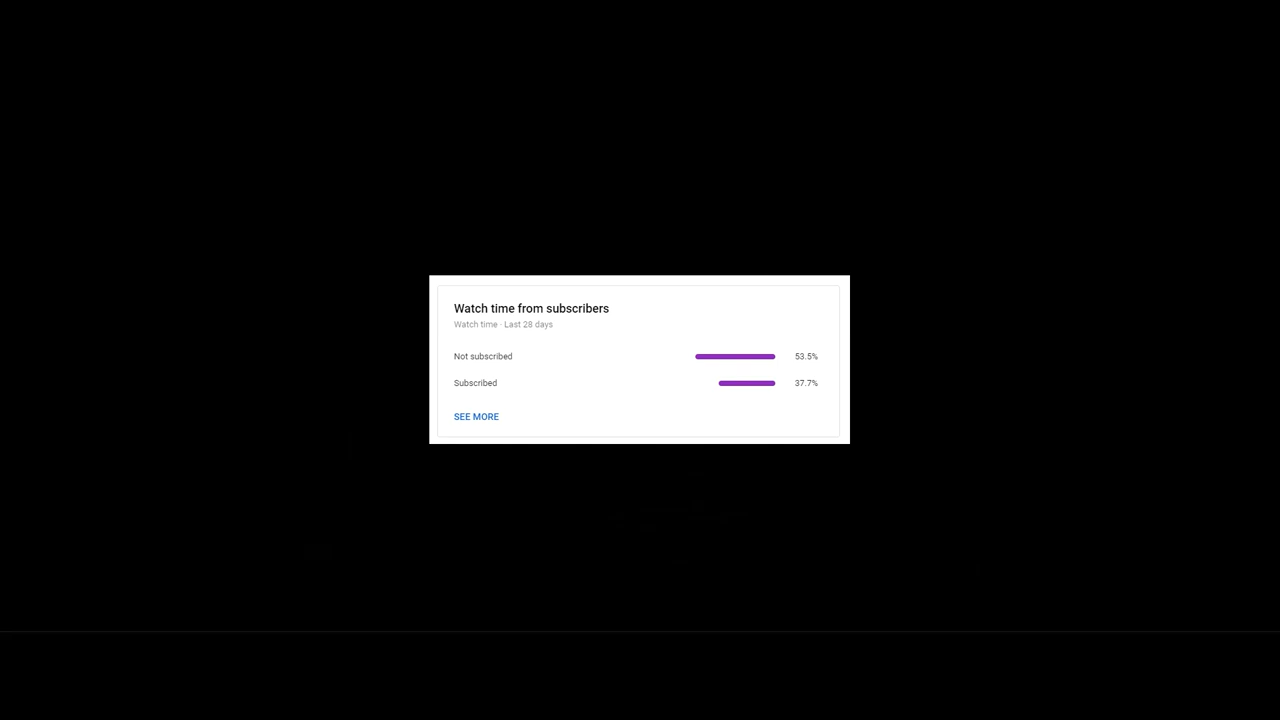 Watch time from subscribers
Watch time · Last 28 days
Not subscribed 53.5%
Subscribed 37.7%
SEE MORE